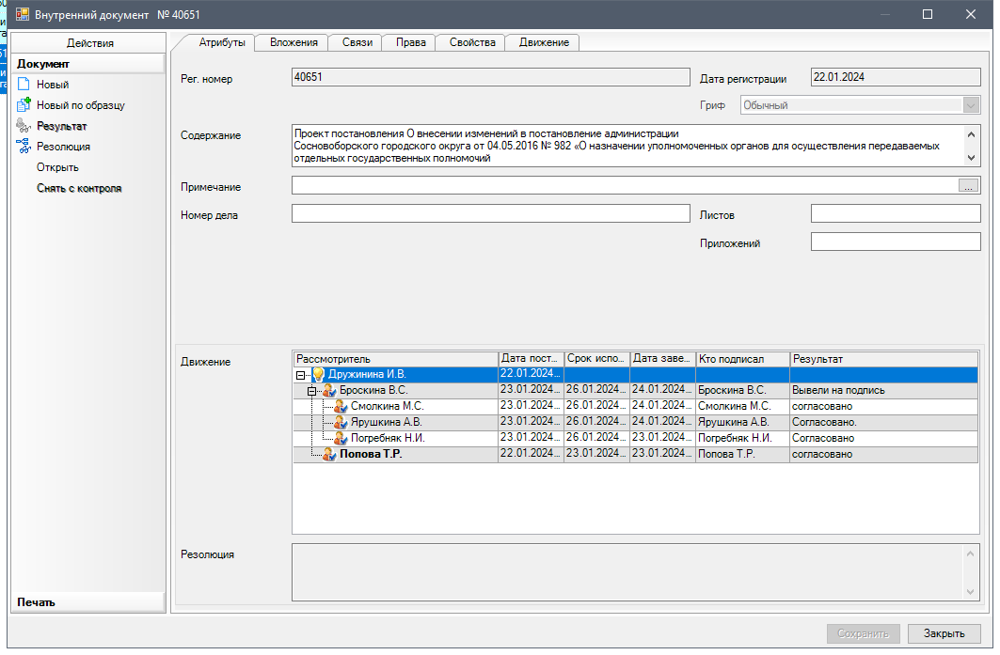 Внутренний документ № 40651
Действия
Документ
Новый
Новый по образцу
Результат
Резолюция
Открыть
Снять с контроля
Печать
Атрибуты Вложения Связи Права Свойства Движение
Рег. номер 40651 Дата регистрации 22.01.2024
Гриф Обычный
Содержание
Проект постановления О внесении изменений в постановление администрации
Сосновоборского городского округа от 04.05.2016 № 982 «О назначении уполномоченных органов для осуществления передаваемых
отдельных государственных полномочий
Примечание ...
Номер дела Листов
Приложений
Движение
Рассмотритель Дата пост... Срок испо... Дата заве... Кто подписал Результат
Дружинина И.В. 22.01.2024...
Броскина В.С. 23.01.2024... 26.01.2024... 24.01.2024... Броскина В.С. Вывели на подпись
Смолкина М.С. 23.01.2024... 26.01.2024... 24.01.2024... Смолкина М.С. согласовано
Ярушкина А.В. 23.01.2024... 26.01.2024... 24.01.2024... Ярушкина А.В. Согласовано.
Погребняк Н.И. 23.01.2024... 26.01.2024... 23.01.2024... Погребняк Н.И. Согласовано
Попова Т.Р. 22.01.2024... 23.01.2024... 23.01.2024... Попова Т.Р. согласовано
Резолюция
Сохранить Закрыть